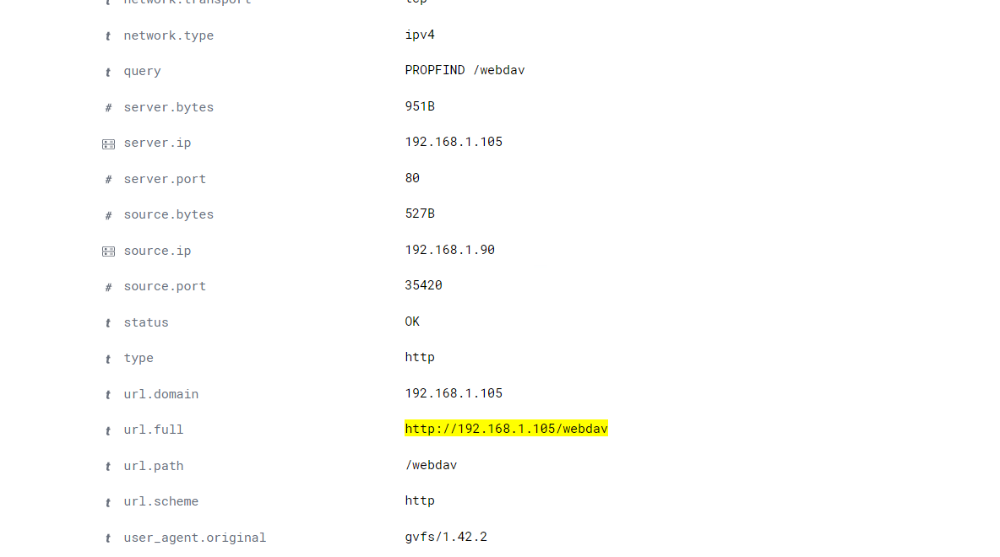 t network.transport tcp
t network.type ipv4
t query PROPFIND /webdav
# server.bytes 951B
server.ip 192.168.1.105
# server.port 80
# source.bytes 527B
source.ip 192.168.1.90
# source.port 35420
t status OK
t type http
t url.domain 192.168.1.105
t url.full http://192.168.1.105/webdav
t url.path /webdav
t url.scheme http
t user_agent.original gvfs/1.42.2